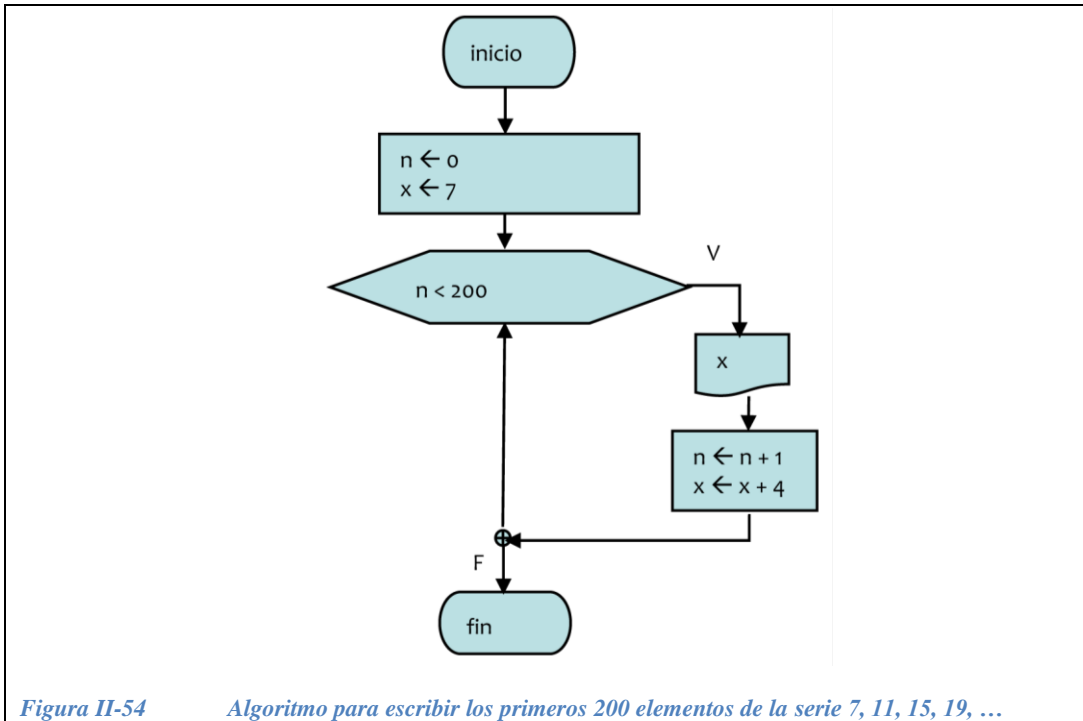 inicio
n ← 0
x ← 7
n < 200
V
x
n ← n + 1
x ← x + 4
F
fin
Figura II-54 Algoritmo para escribir los primeros 200 elementos de la serie 7, 11, 15, 19, …